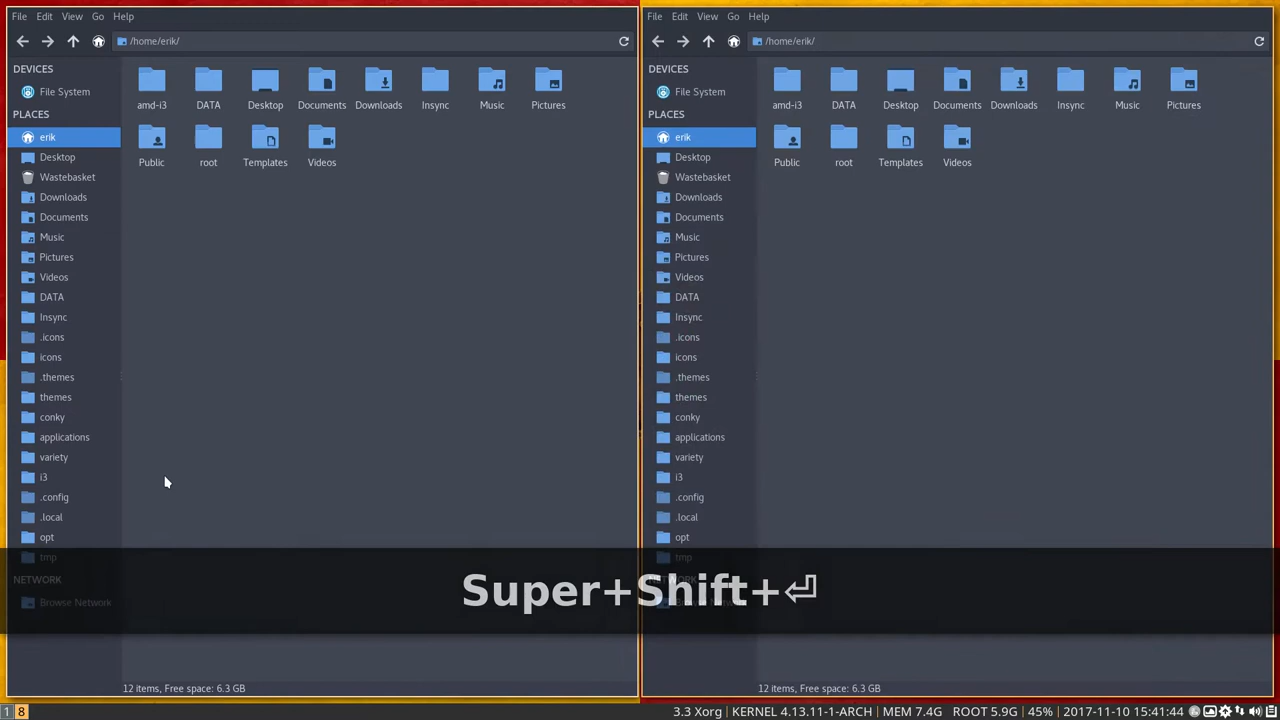 File Edit View Go Help
/home/erik/
DEVICES
File System
PLACES
erik
Desktop
Wastebasket
Downloads
Documents
Music
Pictures
Videos
DATA
Insync
.icons
icons
.themes
themes
conky
applications
variety
i3
.config
.local
opt
tmp
NETWORK
Browse Network
amd-i3 DATA Desktop Documents Downloads Insync Music Pictures
Public root Templates Videos
12 items, Free space: 6.3 GB
File Edit View Go Help
/home/erik/
DEVICES
File System
PLACES
erik
Desktop
Wastebasket
Downloads
Documents
Music
Pictures
Videos
DATA
Insync
.icons
icons
.themes
themes
conky
applications
variety
i3
.config
.local
opt
tmp
amd-i3 DATA Desktop Documents Downloads Insync Music Pictures
Public root Templates Videos
12 items, Free space: 6.3 GB
Super+Shift+⏎
1 8 3.3 Xorg | KERNEL 4.13.11-1-ARCH | MEM 7.4G | ROOT 5.9G | 45% | 2017-11-10 15:41:44